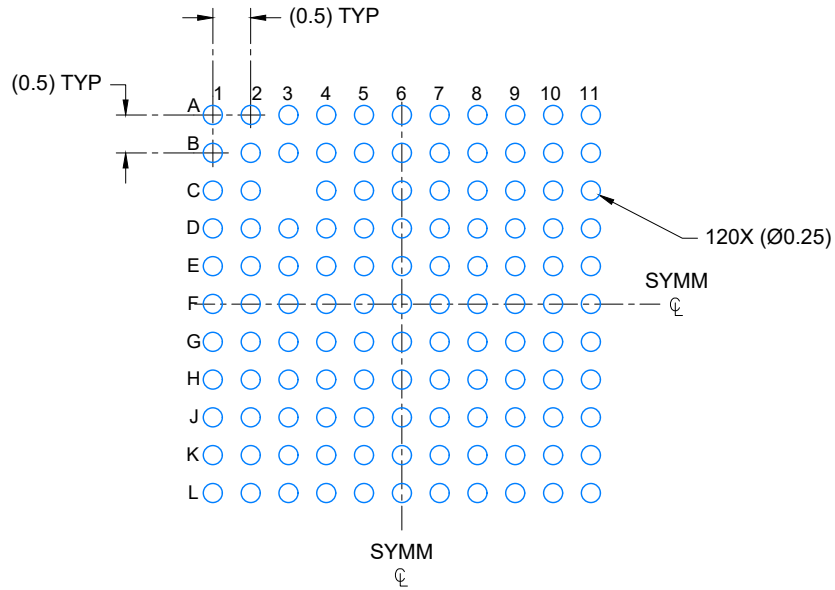 (0.5) TYP
(0.5) TYP
1 2 3 4 5 6 7 8 9 10 11
A
B
C
D
120X (Ø0.25)
E
SYMM
F
℄
G
H
J
K
L
SYMM
℄